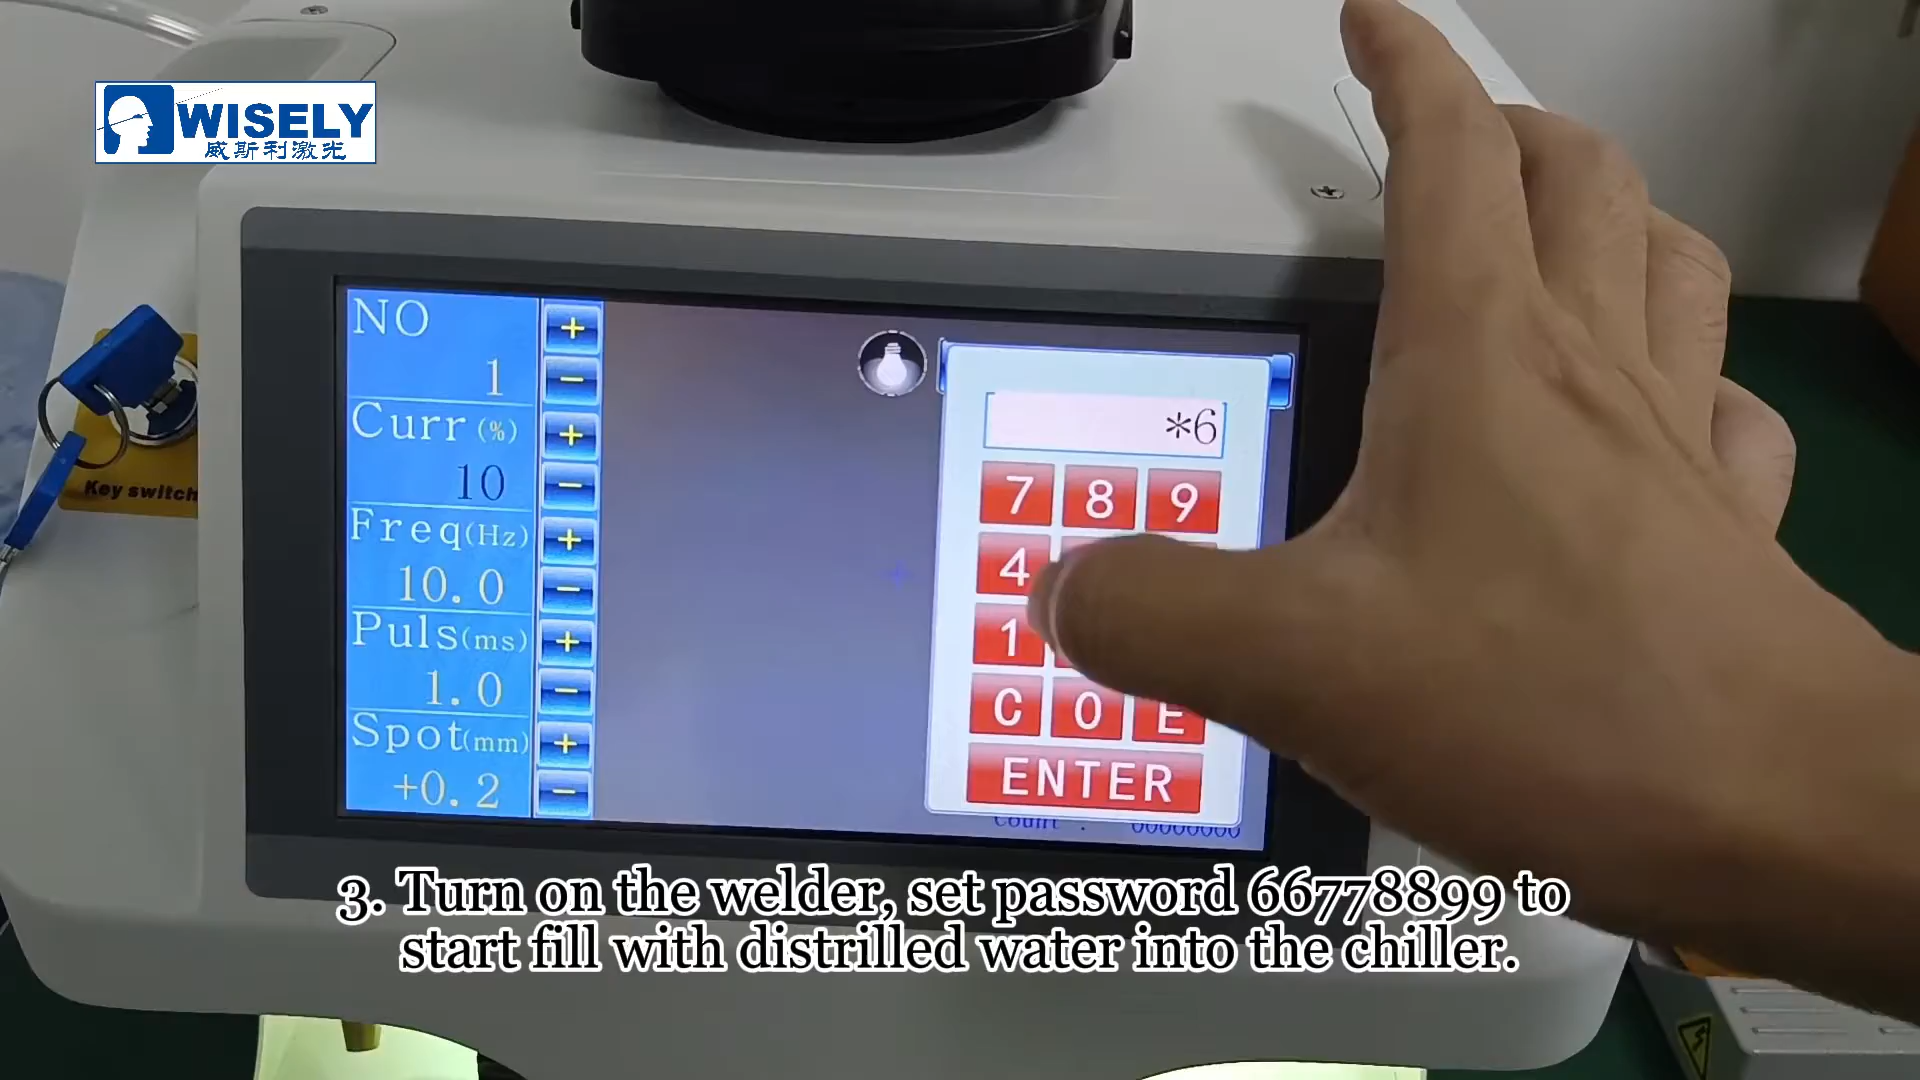 WISELY
威斯利激光
Key switch
NO
1
Curr (%)
10
Freq(Hz)
10.0
Puls(ms)
1.0
Spot(mm)
+0.2
+
-
+
-
+
-
+
-
+
-
*6
7 8 9
4
1
C 0 E
ENTER
Count : 00000000
3. Turn on the welder, set password 66778899 to
start fill with distrilled water into the chiller.